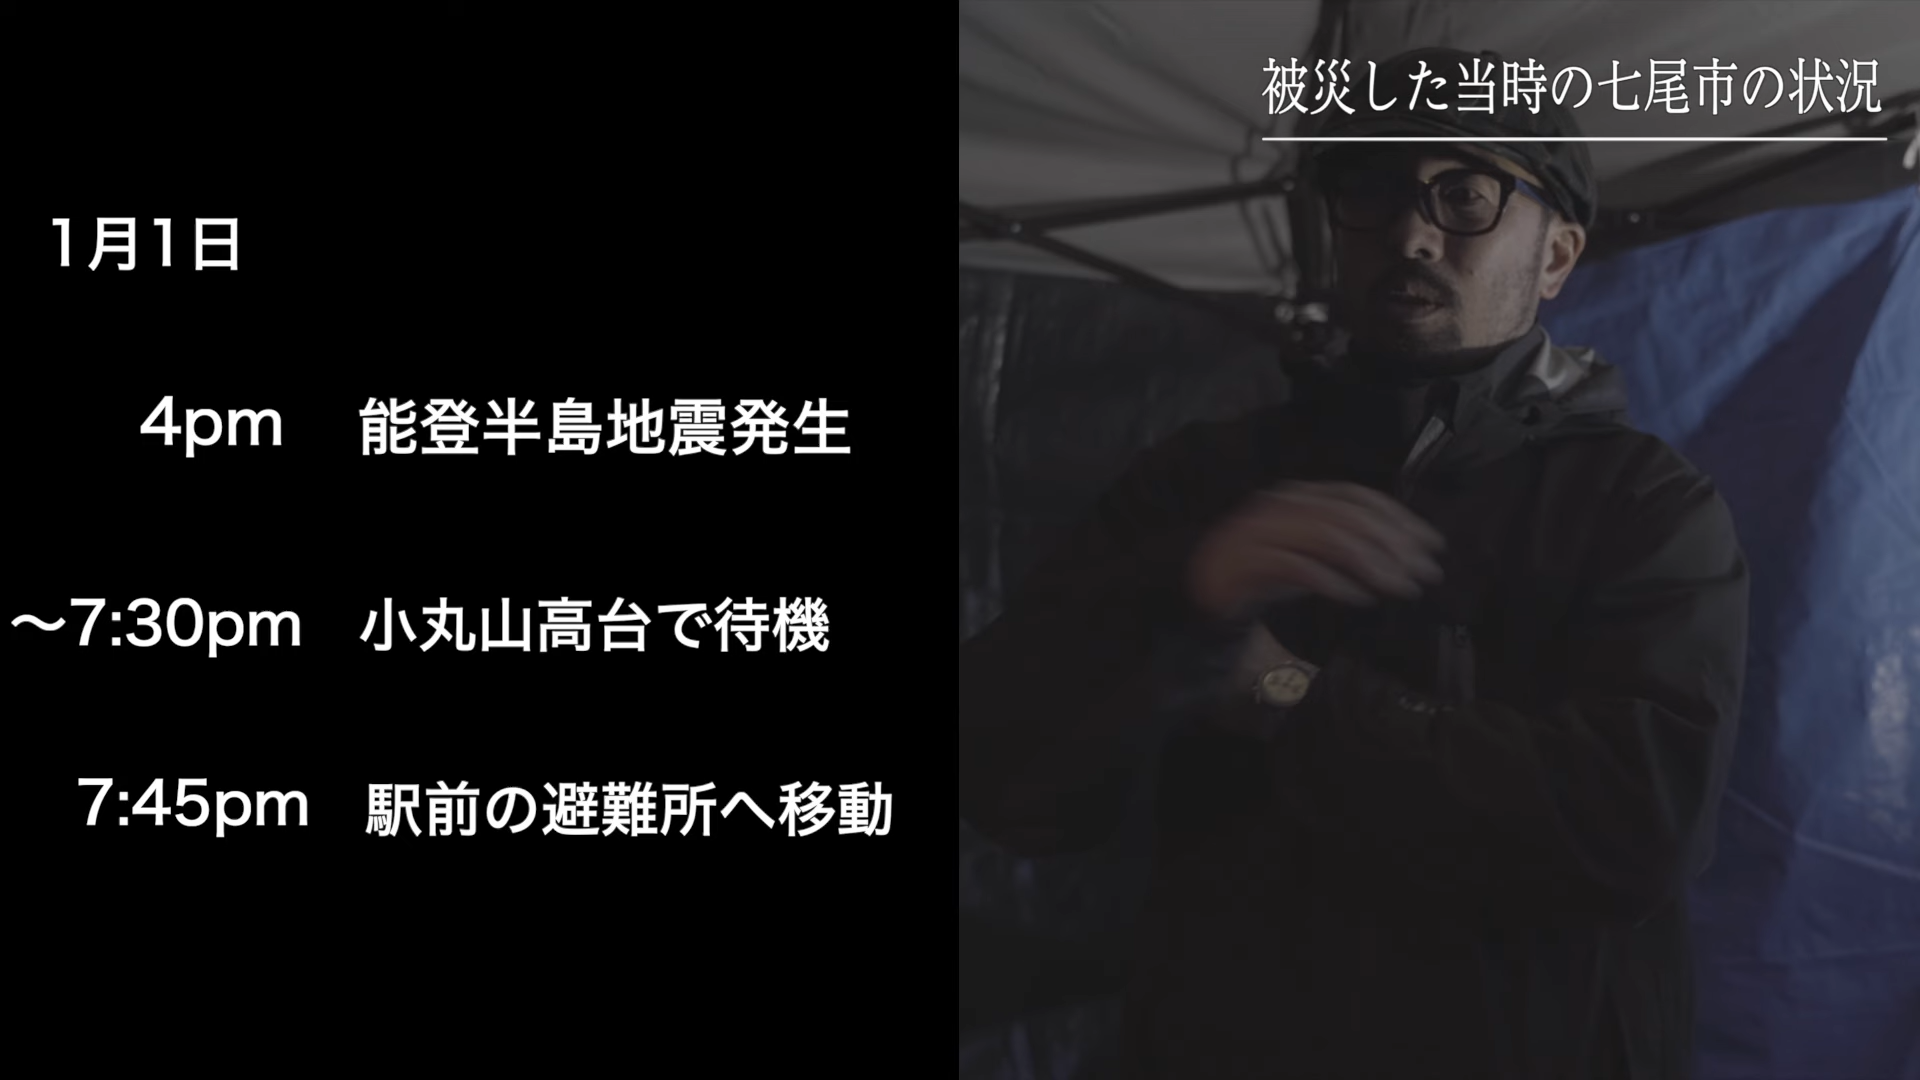 被災した当時の七尾市の状況
1月1日
4pm 能登半島地震発生
〜7:30pm 小丸山高台で待機
7:45pm 駅前の避難所へ移動